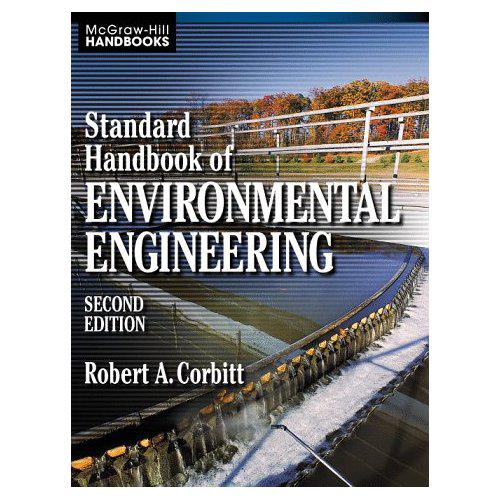 McGraw-Hill
HANDBOOKS
Standard
Handbook of
ENVIRONMENTAL
ENGINEERING
SECOND
EDITION
Robert A. Corbitt